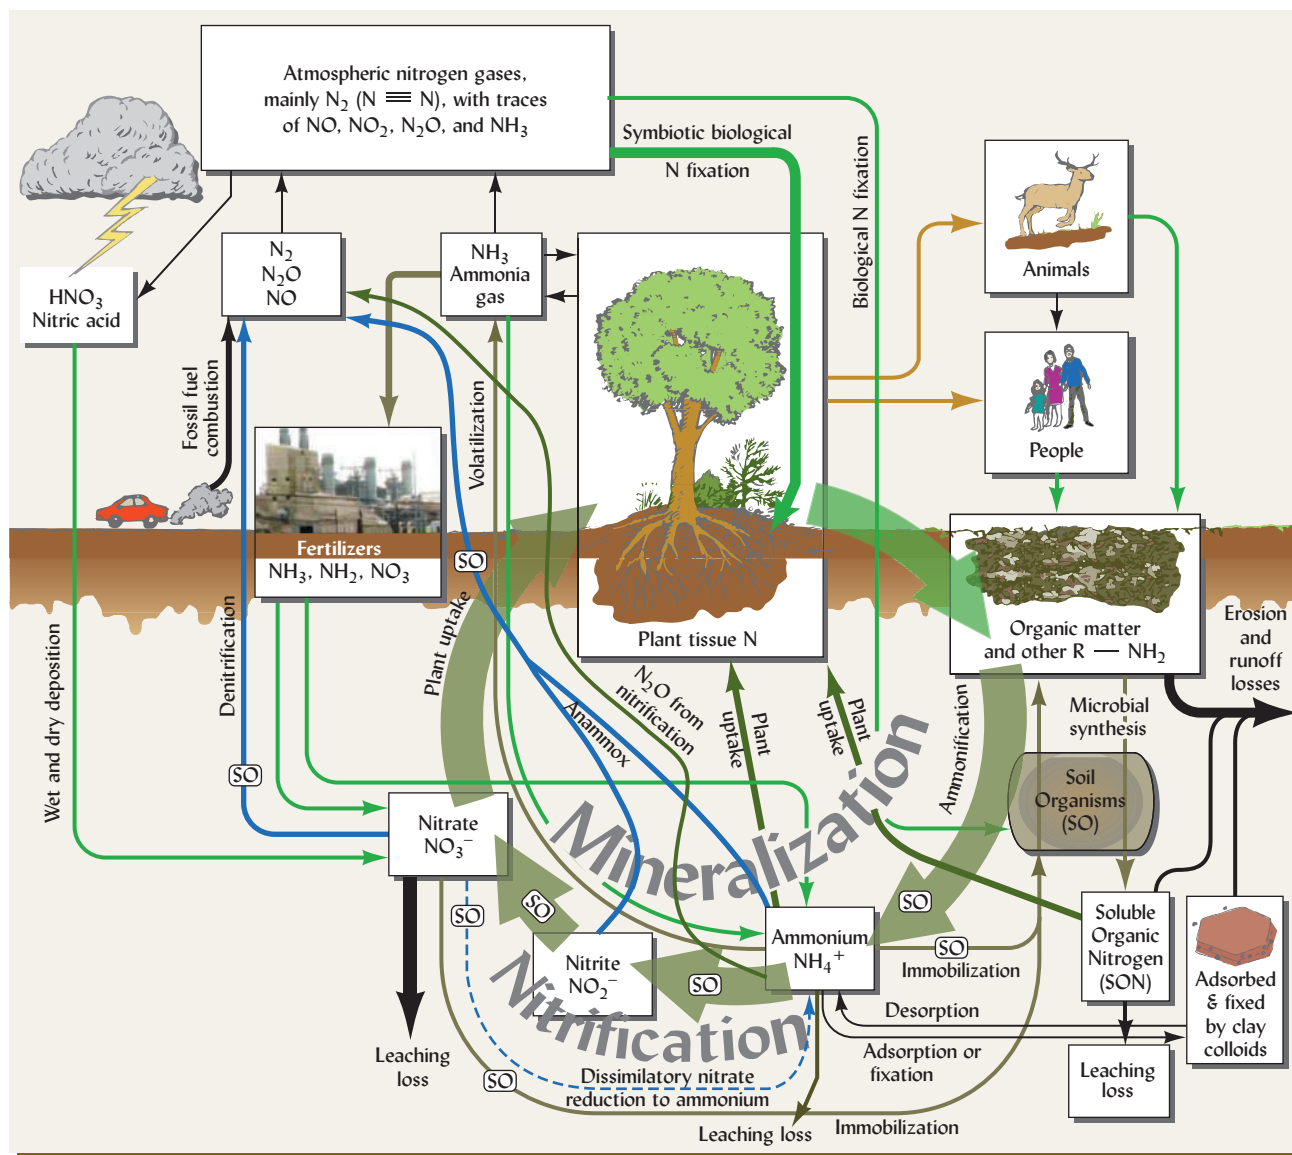 Atmospheric nitrogen gases,
mainly N₂ (N ≡ N), with traces
of NO, NO₂, N₂O, and NH₃
Symbiotic biological
N fixation
Biological N fixation
HNO₃
Nitric acid
N₂
N₂O
NO
NH₃
Ammonia
gas
Animals
People
Fossil fuel
combustion
Volatilization
Fertilizers
NH₃, NH₂, NO₃
SO
Plant tissue N
Organic matter
and other R — NH₂
Erosion
and
runoff
losses
Wet and dry deposition
Denitrification
SO
Plant uptake
Anammox
N₂O from
nitrification
Plant
uptake
Plant
uptake
Ammonification
Microbial
synthesis
Soil
Organisms
(SO)
Mineralization
Nitrate
NO₃⁻
SO
SO
SO
Nitrite
NO₂⁻
SO
Ammonium
NH₄⁺
SO
Immobilization
Soluble
Organic
Nitrogen
(SON)
Adsorbed
& fixed
by clay
colloids
Nitrification
Desorption
Adsorption or
fixation
Leaching
loss
Leaching
loss
SO
Dissimilatory nitrate
reduction to ammonium
Leaching loss
Immobilization